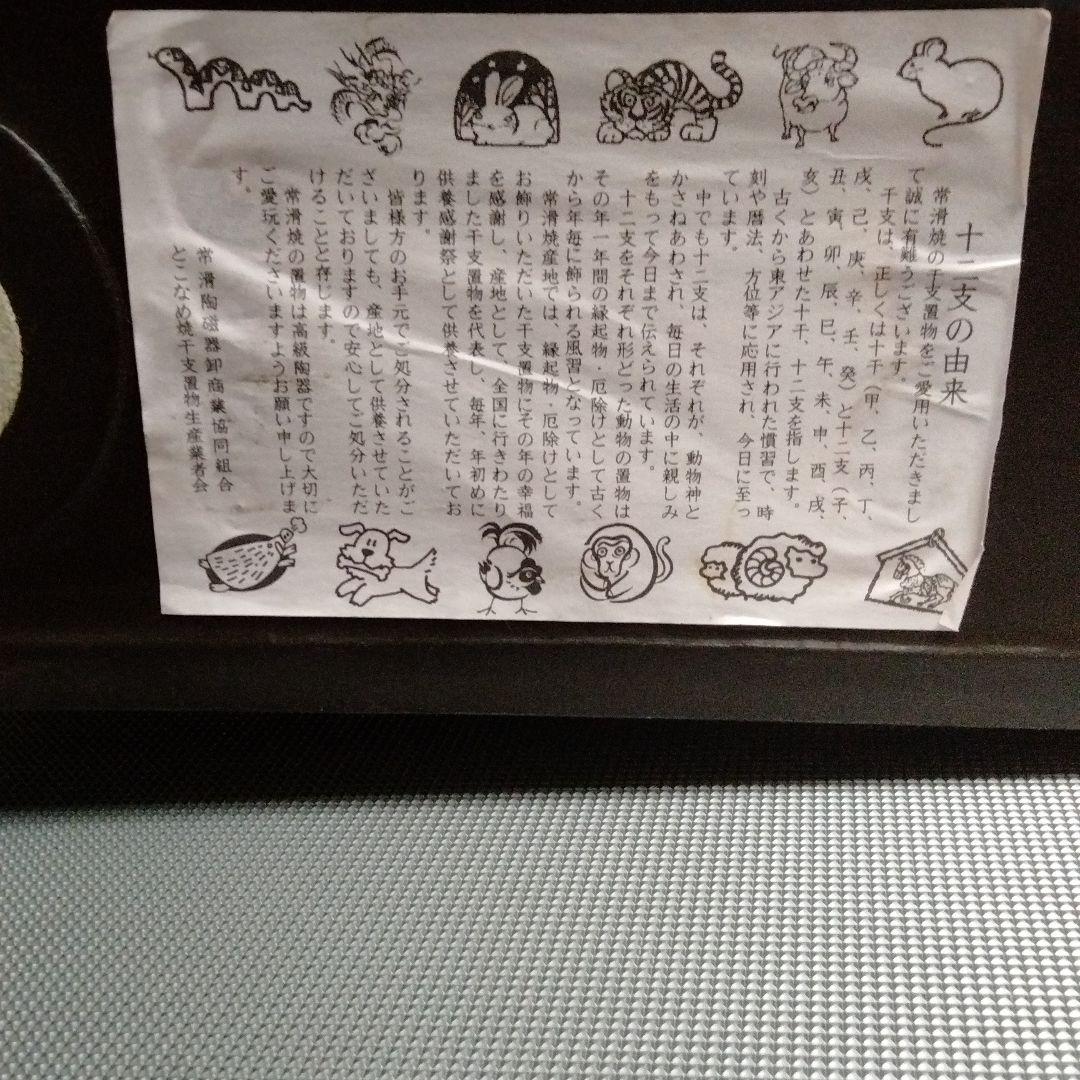 十二支の由来
常滑焼の干支置物をご愛用いただきまし
て誠に有難うございます。
干支は、正しくは十干（甲、乙、丙、丁、
戊、己、庚、辛、壬、癸）と十二支（子、
丑、寅、卯、辰、巳、午、未、申、酉、戌、
亥）とあわせた十干、十二支を指します。
古くから東アジアに行われた慣習で、時
刻や暦法、方位等に応用され、今日に至っ
ています。
中でも十二支は、それぞれが、動物神と
かさねあわされ、毎日の生活の中に親しみ
をもって今日まで伝えられています。
十二支をそれぞれ形どった動物の置物は
その年一年間の縁起物・厄除けとして古く
から年毎に飾られる風習となっています。
常滑焼産地では、縁起物、厄除けとして
お飾りいただいた干支置物にその年の幸福
を感謝し、産地として、全国に行きわたり
ました干支置物を代表し、毎年、年初めに
供養感謝祭として供養させていただいてお
ります。
皆様方のお手元でご処分されることがご
ざいましても、産地として供養させていた
だいておりますので安心してご処分いただ
けることと存じます。
常滑焼の置物は高級陶器ですので大切に
ご愛玩くださいますようお願い申し上げま
す。
常滑陶磁器卸商業協同組合
とこなめ焼干支置物生産業者会